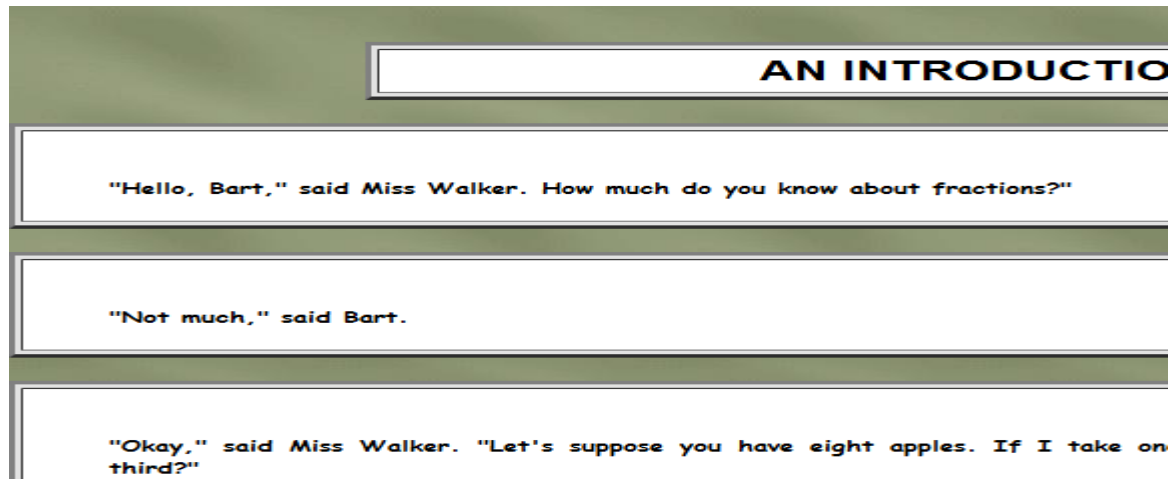 AN INTRODUCTIO
"Hello, Bart," said Miss Walker. How much do you know about fractions?"
"Not much," said Bart.
"Okay," said Miss Walker. "Let's suppose you have eight apples. If I take on
third?"